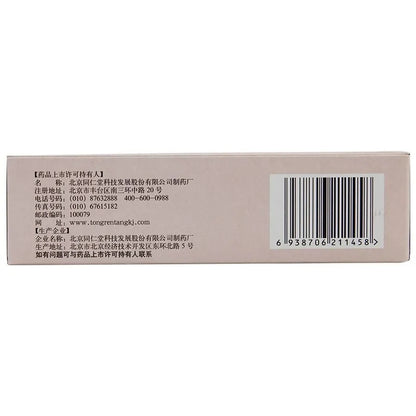 【药品上市许可持有人】
名 称：北京同仁堂科技发展股份有限公司制药厂
注册地址：北京市丰台区南三环中路20号
电话号码：(010) 87632888 400-600-0988
传真号码：(010) 67615182
邮政编码：100079
网 址：www.tongrentangkj.com
【生产企业】
企业名称：北京同仁堂科技发展股份有限公司制药厂
生产地址：北京市北京经济技术开发区东环北路5号
如有问题可与药品上市许可持有人联系
6 938706 211458